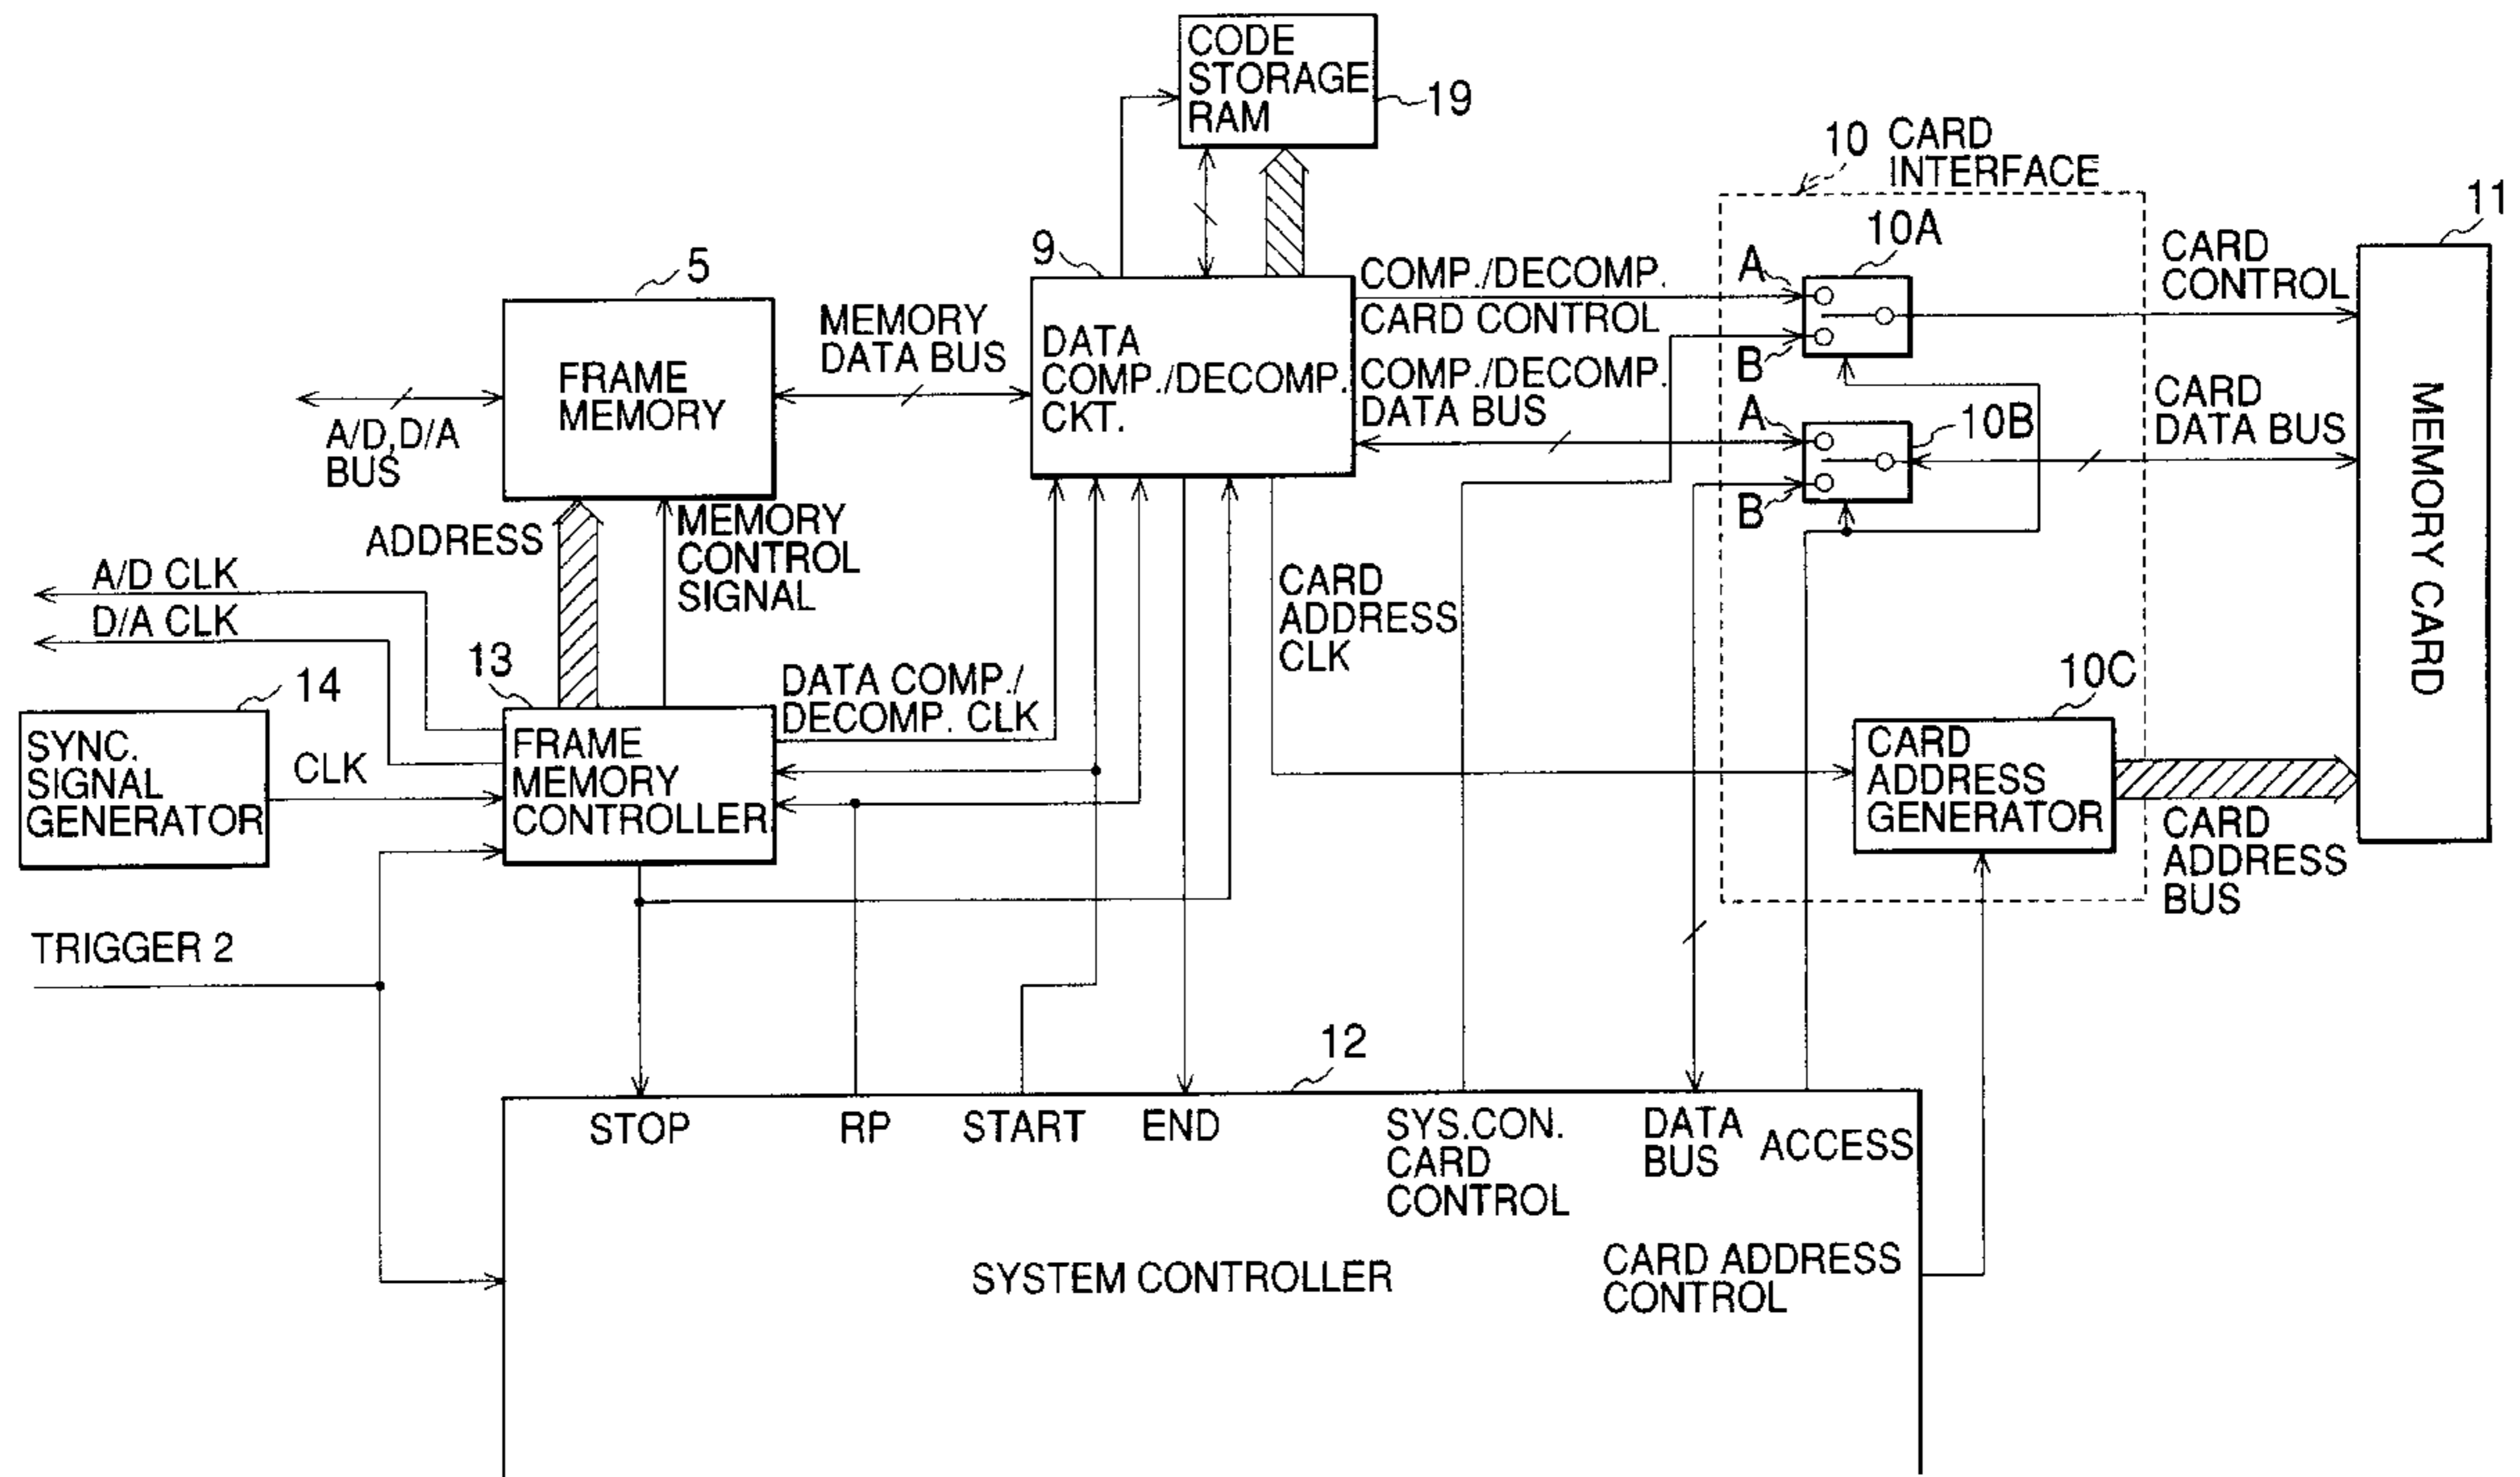 CODE
STORAGE
RAM
19
10
CARD
INTERFACE
11
10A
9
5
COMP./DECOMP.
CARD CONTROL
A
B
CARD
CONTROL
MEMORY
DATA BUS
DATA
COMP./DECOMP.
CKT.
FRAME
MEMORY
COMP./DECOMP.
DATA BUS
A
B
10B
CARD
DATA BUS
MEMORY CARD
A/D,D/A
BUS
ADDRESS
MEMORY
CONTROL
SIGNAL
A/D CLK
D/A CLK
CARD
ADDRESS
CLK
14
13
DATA COMP./
DECOMP. CLK
10C
SYNC.
SIGNAL
GENERATOR
CLK
FRAME
MEMORY
CONTROLLER
CARD
ADDRESS
GENERATOR
CARD
ADDRESS
BUS
TRIGGER 2
12
STOP
RP
START
END
SYS.CON.
CARD
CONTROL
DATA
BUS
ACCESS
SYSTEM CONTROLLER
CARD ADDRESS
CONTROL